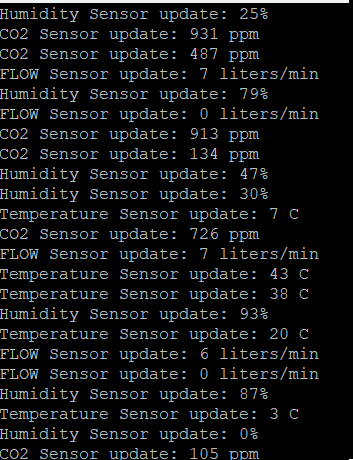 Humidity Sensor update: 25%
CO2 Sensor update: 931 ppm
CO2 Sensor update: 487 ppm
FLOW Sensor update: 7 liters/min
Humidity Sensor update: 79%
FLOW Sensor update: 0 liters/min
CO2 Sensor update: 913 ppm
CO2 Sensor update: 134 ppm
Humidity Sensor update: 47%
Humidity Sensor update: 30%
Temperature Sensor update: 7 C
CO2 Sensor update: 726 ppm
FLOW Sensor update: 7 liters/min
Temperature Sensor update: 43 C
Temperature Sensor update: 38 C
Humidity Sensor update: 93%
Temperature Sensor update: 20 C
FLOW Sensor update: 6 liters/min
FLOW Sensor update: 0 liters/min
Humidity Sensor update: 87%
Temperature Sensor update: 3 C
Humidity Sensor update: 0%
CO2 Sensor update: 105 ppm